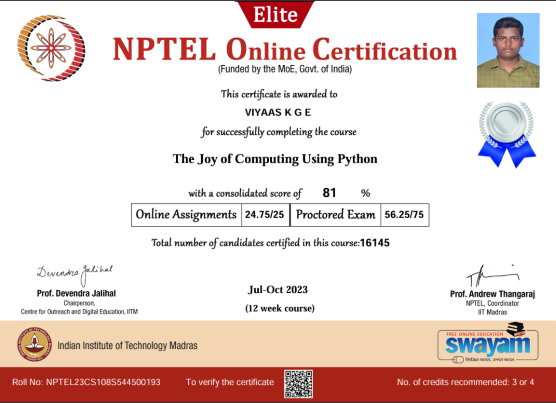 Elite
NPTEL Online Certification
(Funded by the MoE, Govt. of India)
This certificate is awarded to
VIYAAS K G E
for successfully completing the course
The Joy of Computing Using Python
with a consolidated score of 81 %
Online Assignments 24.75/25 Proctored Exam 56.25/75
Total number of candidates certified in this course:16145
Devendra Jalihal
Prof. Devendra Jalihal
Chairperson,
Centre for Outreach and Digital Education, IITM
Jul-Oct 2023
(12 week course)
Prof. Andrew Thangaraj
NPTEL, Coordinator
IIT Madras
Indian Institute of Technology Madras
FREE ONLINE EDUCATION
swayam
Roll No: NPTEL23CS108S544500193 To verify the certificate No. of credits recommended: 3 or 4